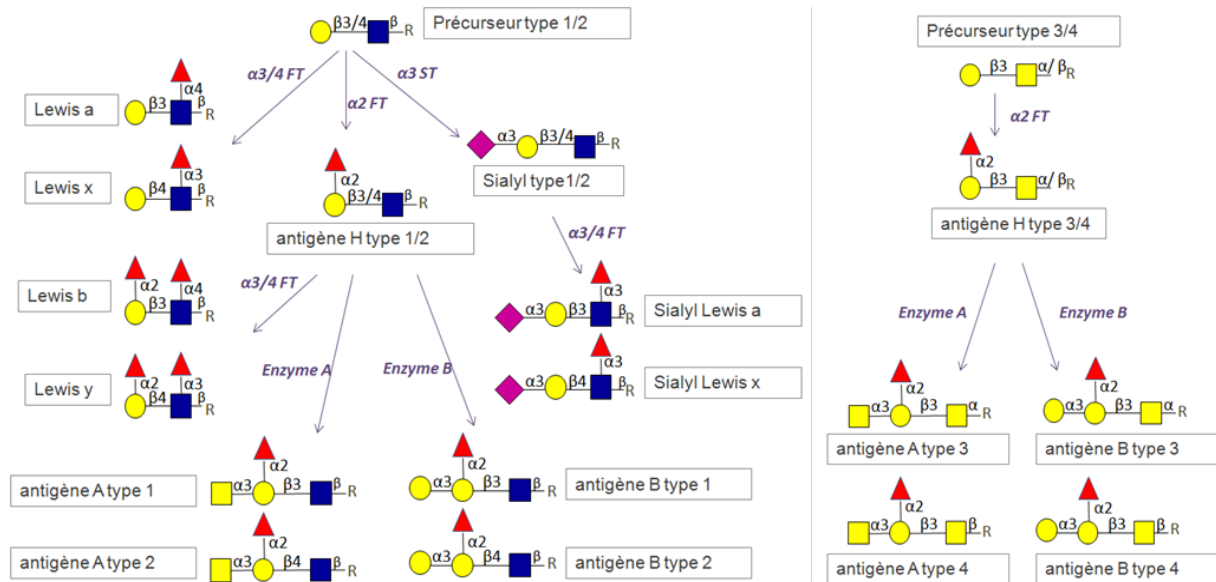 Précurseur type 1/2
β3/4 β R
α3/4 FT
α2 FT
α3 ST
Lewis a
α4
β3 β R
Lewis x
α3
β4 β R
α2
β3/4 β R
antigène H type 1/2
α3 β3/4 β R
Sialyl type1/2
α3/4 FT
α3/4 FT
Lewis b
α2 α4
β3 β R
Lewis y
α2 α3
β4 β R
Enzyme A
Enzyme B
α3
α3 β3 β R
Sialyl Lewis a
α3
α3 β4 β R
Sialyl Lewis x
antigène A type 1
α2
α3 β3 β R
α2
α3 β3 β R
antigène B type 1
antigène A type 2
α2
α3 β4 β R
α2
α3 β4 β R
antigène B type 2
Précurseur type 3/4
β3 α/ β R
α2 FT
α2
β3 α/ β R
antigène H type 3/4
Enzyme A
Enzyme B
α2
α3 β3 α R
antigène A type 3
α2
α3 β3 α R
antigène B type 3
α2
α3 β3 β R
antigène A type 4
α2
α3 β3 β R
antigène B type 4